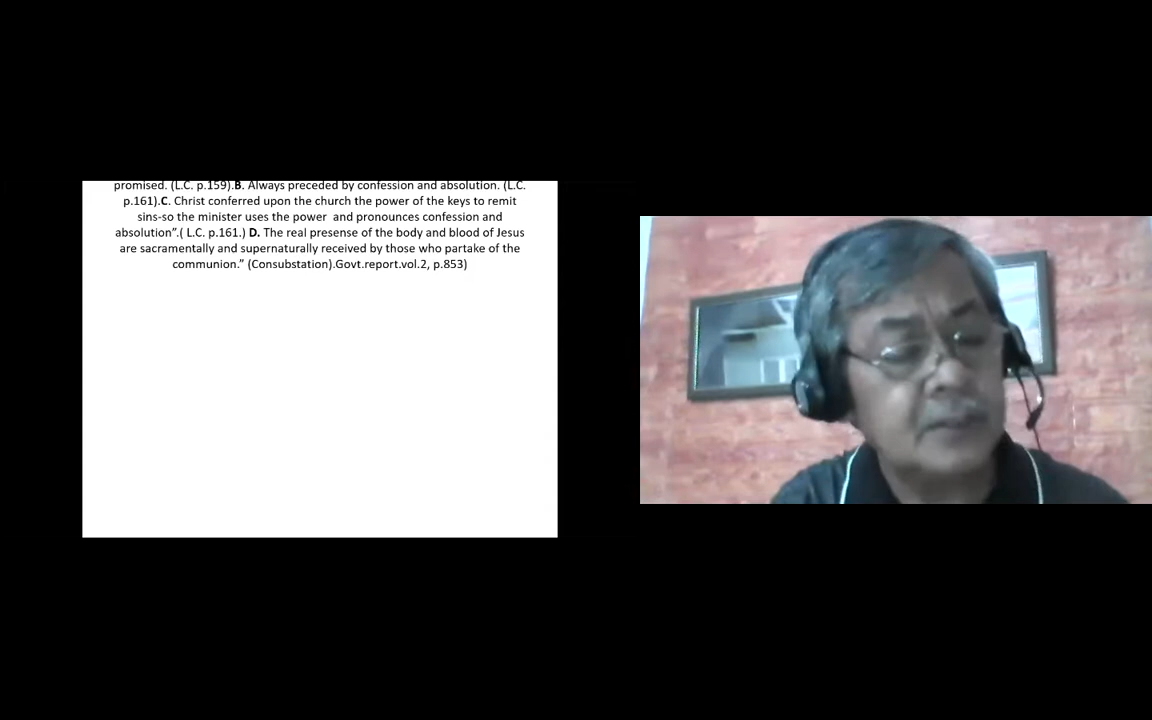 promised. (L.C. p.159).B. Always preceded by confession and absolution. (L.C.
p.161).C. Christ conferred upon the church the power of the keys to remit
sins-so the minister uses the power and pronounces confession and
absolution”.( L.C. p.161.) D. The real presense of the body and blood of Jesus
are sacramentally and supernaturally received by those who partake of the
communion.” (Consubstation).Govt.report.vol.2, p.853)